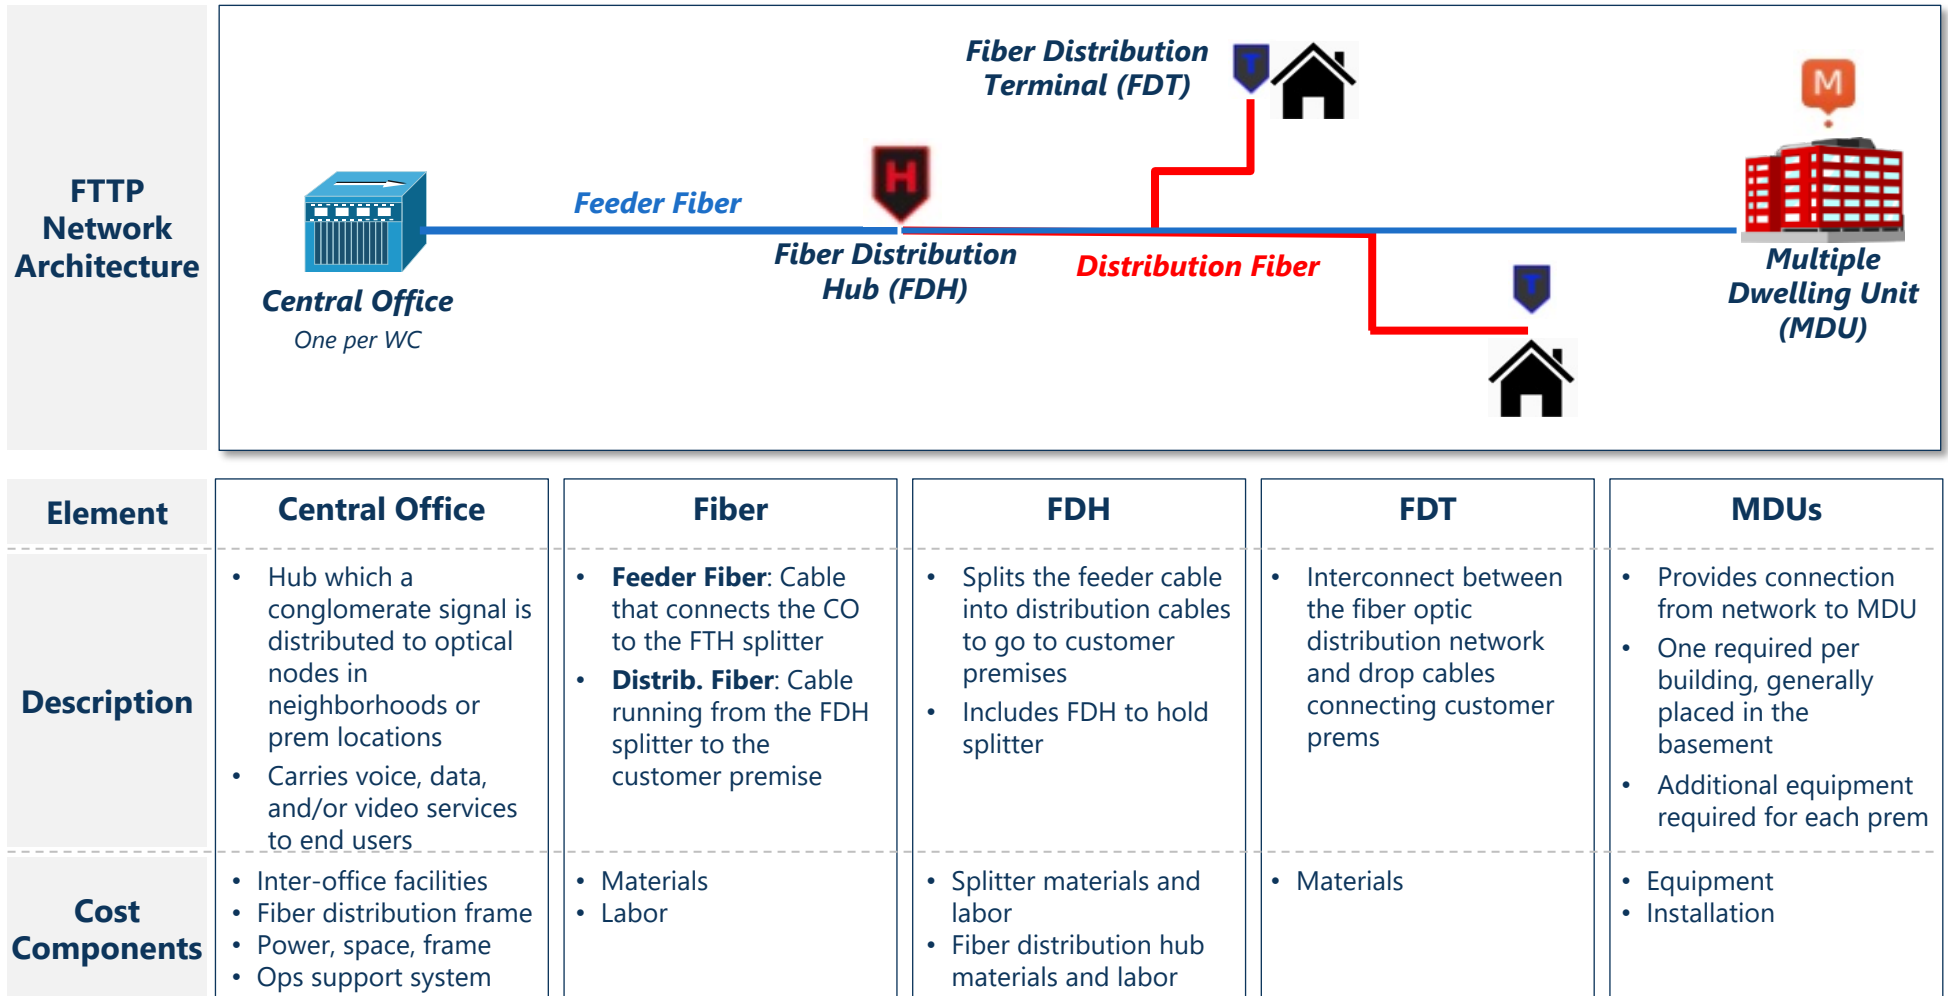 FTTP
Network
Architecture
Fiber Distribution
Terminal (FDT)
T
M
H
Feeder Fiber
Fiber Distribution
Hub (FDH)
Distribution Fiber
Central Office
One per WC
T
Multiple
Dwelling Unit
(MDU)
Element
Central Office
Fiber
FDH
FDT
MDUs
Description
• Hub which a
conglomerate signal is
distributed to optical
nodes in
neighborhoods or
prem locations
• Carries voice, data,
and/or video services
to end users
• Feeder Fiber: Cable
that connects the CO
to the FTH splitter
• Distrib. Fiber: Cable
running from the FDH
splitter to the
customer premise
• Splits the feeder cable
into distribution cables
to go to customer
premises
• Includes FDH to hold
splitter
• Interconnect between
the fiber optic
distribution network
and drop cables
connecting customer
prems
• Provides connection
from network to MDU
• One required per
building, generally
placed in the
basement
• Additional equipment
required for each prem
Cost
Components
• Inter-office facilities
• Fiber distribution frame
• Power, space, frame
• Ops support system
• Materials
• Labor
• Splitter materials and
labor
• Fiber distribution hub
materials and labor
• Materials
• Equipment
• Installation